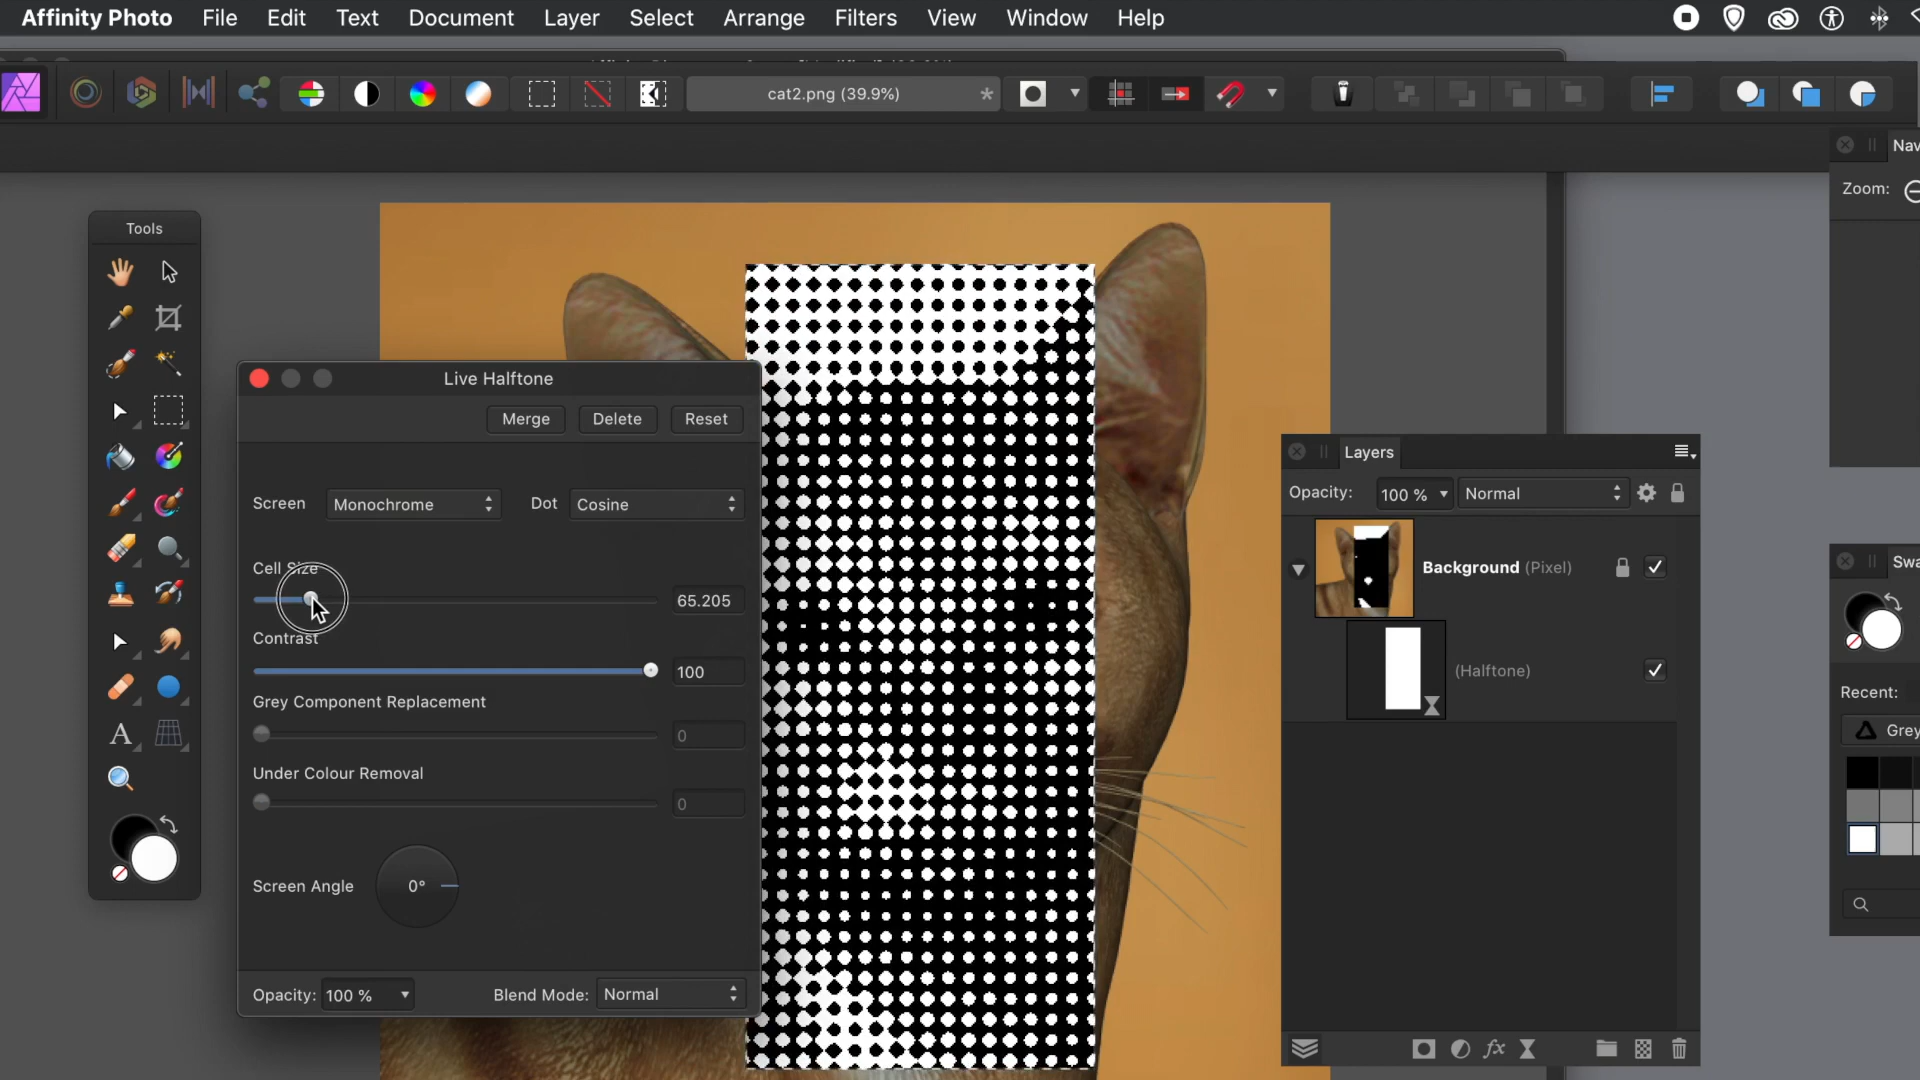 Affinity Photo File Edit Text Document Layer Select Arrange Filters View Window Help
cat2.png (39.9%) *
Nav
Zoom:
Tools
Live Halftone
Merge Delete Reset
Screen Monochrome Dot Cosine
Cell Size
65.205
Contrast
100
Grey Component Replacement
0
Under Colour Removal
0
Screen Angle 0°
Opacity: 100 % Blend Mode: Normal
A
Layers
Opacity: 100 % Normal
Background (Pixel)
(Halftone)
fx
Swa
Recent:
Grey